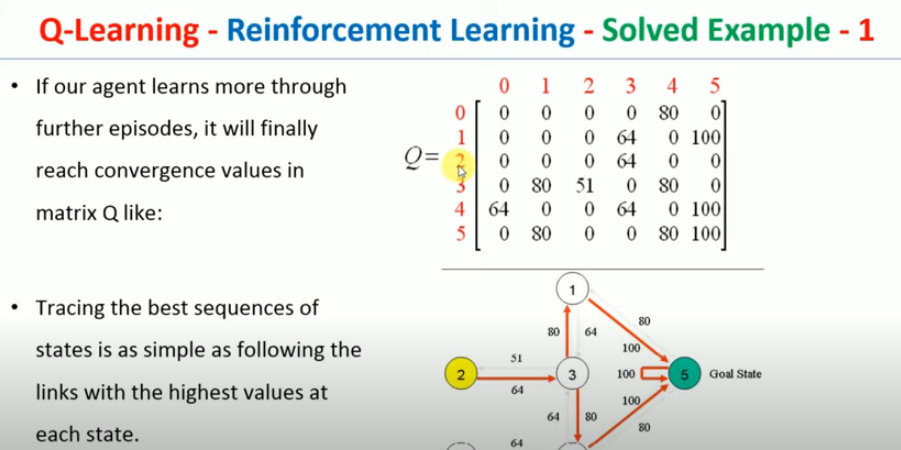 Q-Learning - Reinforcement Learning - Solved Example - 1
• If our agent learns more through
further episodes, it will finally
reach convergence values in
matrix Q like:
0 1 2 3 4 5
0 0 0 0 0 80 0
1 0 0 0 64 0 100
Q= 2 0 0 0 64 0 0
3 0 80 51 0 80 0
4 64 0 0 64 0 100
5 0 80 0 0 80 100
• Tracing the best sequences of
states is as simple as following the
links with the highest values at
each state.
1
80 64 80
100
51
2 3 100 5 Goal State
64
64 80 100
80
64